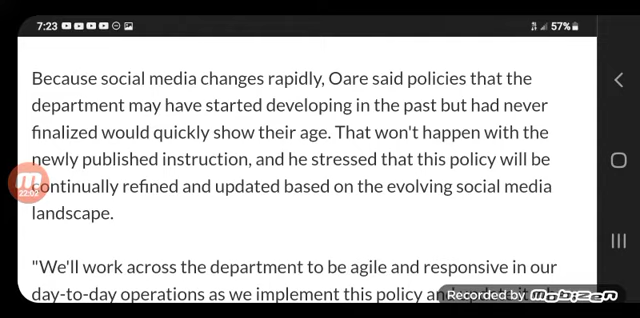 7:23
57%
Because social media changes rapidly, Oare said policies that the
department may have started developing in the past but had never
finalized would quickly show their age. That won't happen with the
newly published instruction, and he stressed that this policy will be
continually refined and updated based on the evolving social media
landscape.
22:02
"We'll work across the department to be agile and responsive in our
day-to-day operations as we implement this policy and
Recorded by Mobizen